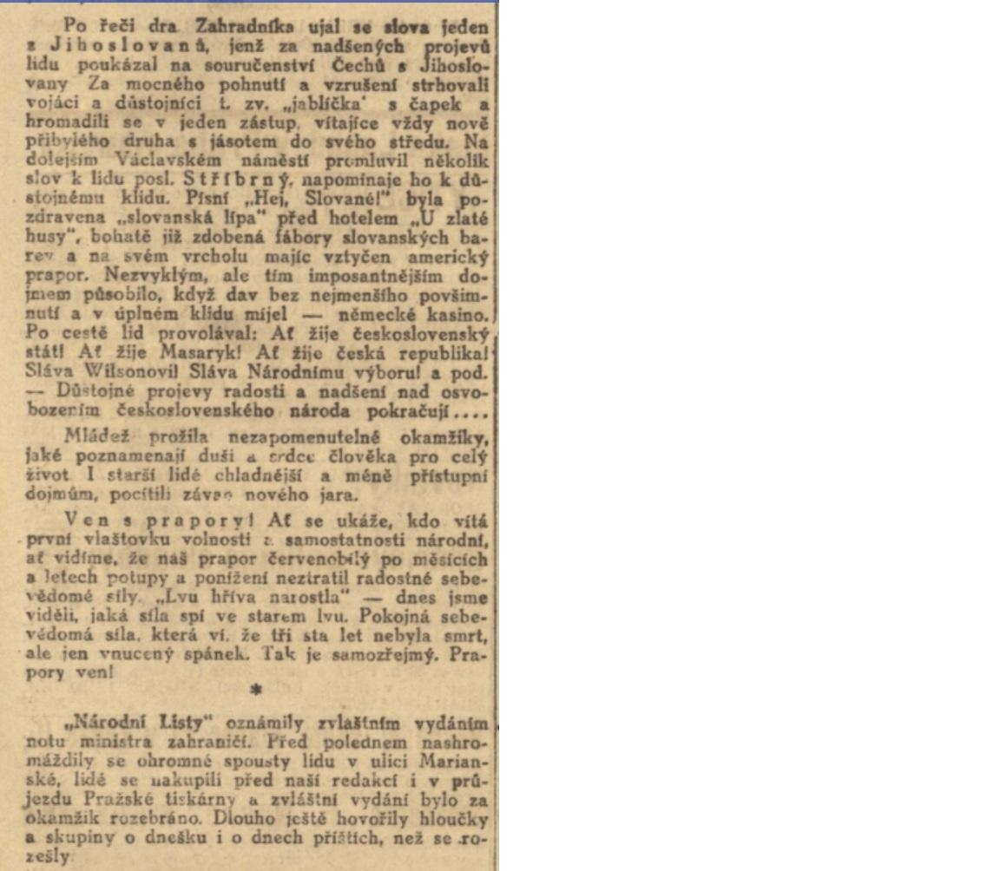 Po řeči dra Zahradníka ujal se slova jeden
z Jihoslovanů, jenž za nadšených projevů
lidu poukázal na souručenství Čechů s Jihoslo-
vany Za mocného pohnutí a vzrušení strhovali
vojáci a důstojníci t. zv. „jablíčka" s čapek a
hromadili se v jeden zástup, vítajíce vždy nově
přibylého druha s jásotem do svého středu. Na
dolejším Václavském náměstí promluvil několik
slov k lidu posl. Stříbrný, napomínaje ho k dů-
stojnému klidu. Písní „Hej, Slované!" byla po-
zdravena „slovanská lípa" před hotelem „U zlaté
husy", bohatě již zdobená fábory slovanských ba-
rev a na svém vrcholu majíc vztyčen americký
prapor. Nezvyklým, ale tím imposantnějším do-
jmem působilo, když dav bez nejmenšího povšim-
nutí a v úplném klidu míjel — německé kasino.
Po cestě lid provolával: Ať žije československý
stát! Ať žije Masaryk! Ať žije česká republika!
Sláva Wilsonovi! Sláva Národnímu výboru! a pod.
— Důstojné projevy radosti a nadšení nad osvo-
bozením československého národa pokračují....
Mládež prožila nezapomenutelné okamžiky,
jaké poznamenají duši a srdce člověka pro celý
život I starší lidé chladnější a méně přístupní
dojmům, pocítili závan nového jara.
Ven s prapory! Ať se ukáže, kdo vítá
první vlaštovku volnosti a samostatnosti národní,
ať vidíme, že náš prapor červenobílý po měsících
a letech potupy a ponížení neztratil radostné sebe-
vědomé síly. „Lvu hříva narostla" — dnes jsme
viděli, jaká síla spí ve starem lvu. Pokojná sebe-
vědomá síla, která ví, že tři sta let nebyla smrt,
ale jen vnucený spánek. Tak je samozřejmý. Pra-
pory ven!
*
„Národní Listy" oznámily zvláštním vydáním
notu ministra zahraničí. Před polednem nashro-
máždily se ohromné spousty lidu v ulici Marian-
ské, lidé se nakupili před naší redakcí i v prů-
jezdu Pražské tiskárny a zvláštní vydání bylo za
okamžik rozebráno. Dlouho ještě hovořily hloučky
a skupiny o dnešku i o dnech příštích, než se ro-
zešly